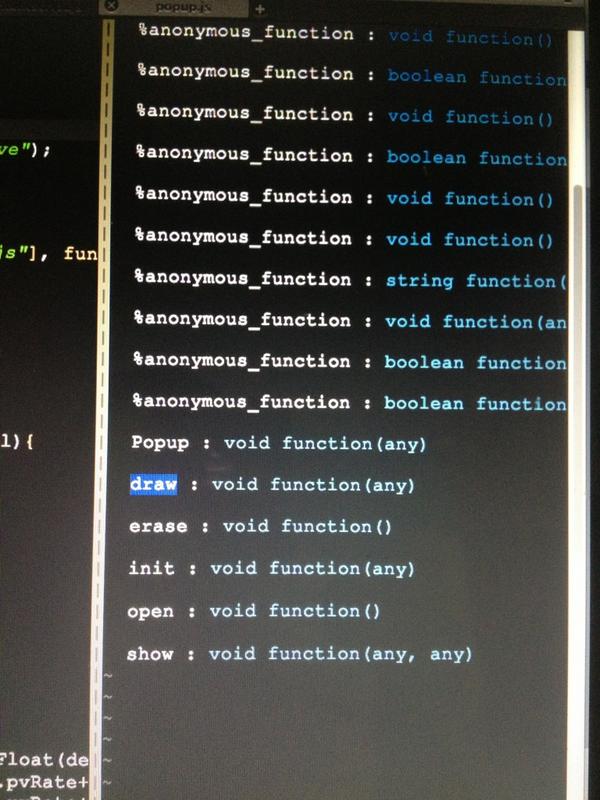 popup.js +
%anonymous_function : void function()
%anonymous_function : boolean function
%anonymous_function : void function()
ve");
%anonymous_function : boolean function
%anonymous_function : void function()
%anonymous_function : void function()
js"], fun
%anonymous_function : string function(
%anonymous_function : void function(an
%anonymous_function : boolean function
%anonymous_function : boolean function
l){
Popup : void function(any)
draw : void function(any)
erase : void function()
init : void function(any)
open : void function()
show : void function(any, any)
~
~
~
~
Float(de
~
.pvRate+
~